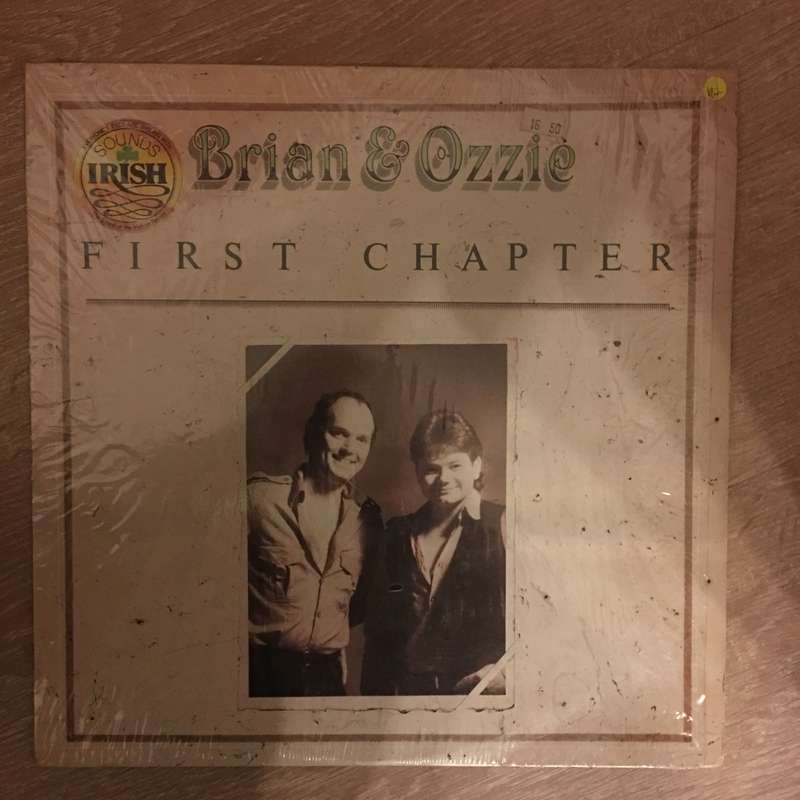 SOUNDS
IRISH
Brian & Ozzie
16 50
FIRST CHAPTER